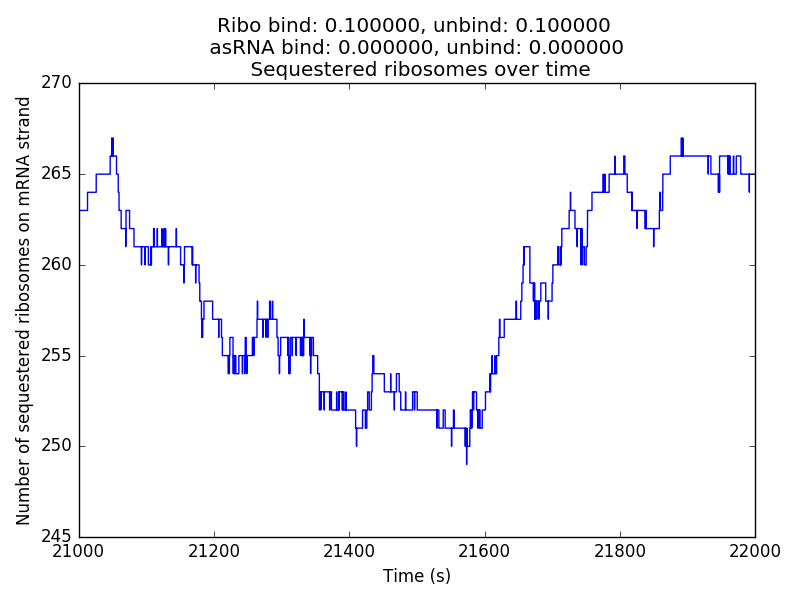 Ribo bind: 0.100000, unbind: 0.100000
asRNA bind: 0.000000, unbind: 0.000000
Sequestered ribosomes over time
Number of sequestered ribosomes on mRNA strand
270
265
260
255
250
245
21000 21200 21400 21600 21800 22000
Time (s)